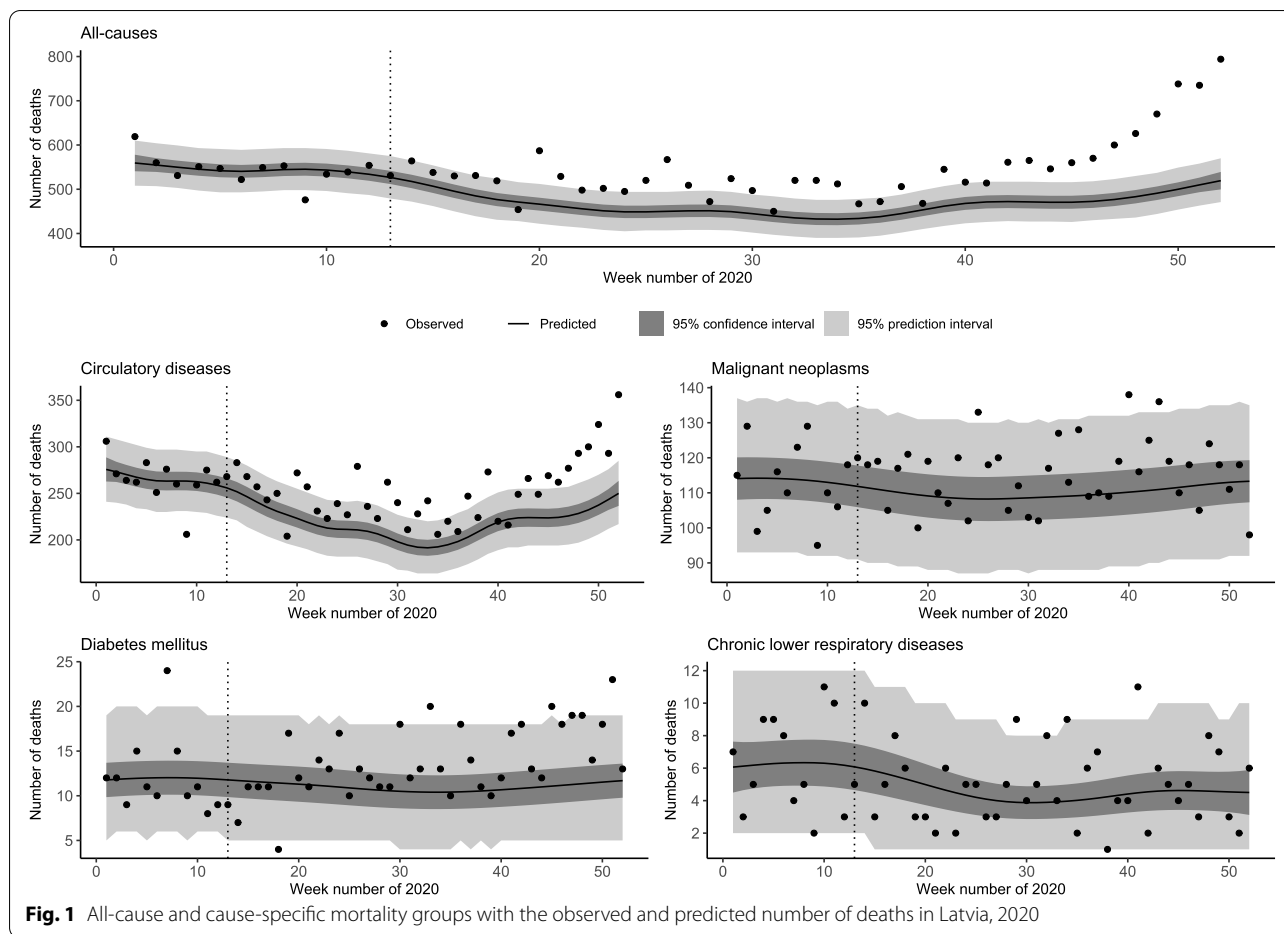 All-causes
800
700
600
500
400
Number of deaths
0 10 20 30 40 50
Week number of 2020
Observed Predicted 95% confidence interval 95% prediction interval
Circulatory diseases
350
300
250
200
Number of deaths
0 10 20 30 40 50
Week number of 2020
Malignant neoplasms
140
130
120
110
100
90
Number of deaths
0 10 20 30 40 50
Week number of 2020
Diabetes mellitus
25
20
15
10
5
Number of deaths
0 10 20 30 40 50
Week number of 2020
Chronic lower respiratory diseases
12
10
8
6
4
2
Number of deaths
0 10 20 30 40 50
Week number of 2020
Fig. 1 All-cause and cause-specific mortality groups with the observed and predicted number of deaths in Latvia, 2020